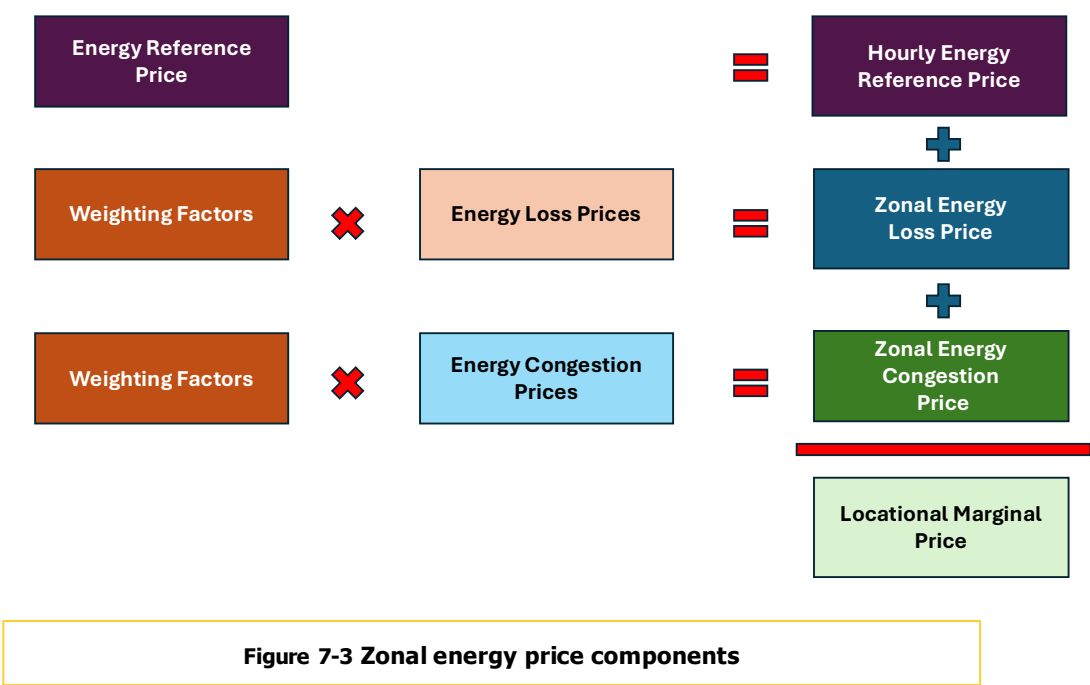 Energy Reference
Price
Hourly Energy
Reference Price
Weighting Factors
Energy Loss Prices
Zonal Energy
Loss Price
Weighting Factors
Energy Congestion
Prices
Zonal Energy
Congestion
Price
Locational Marginal
Price
Figure 7-3 Zonal energy price components